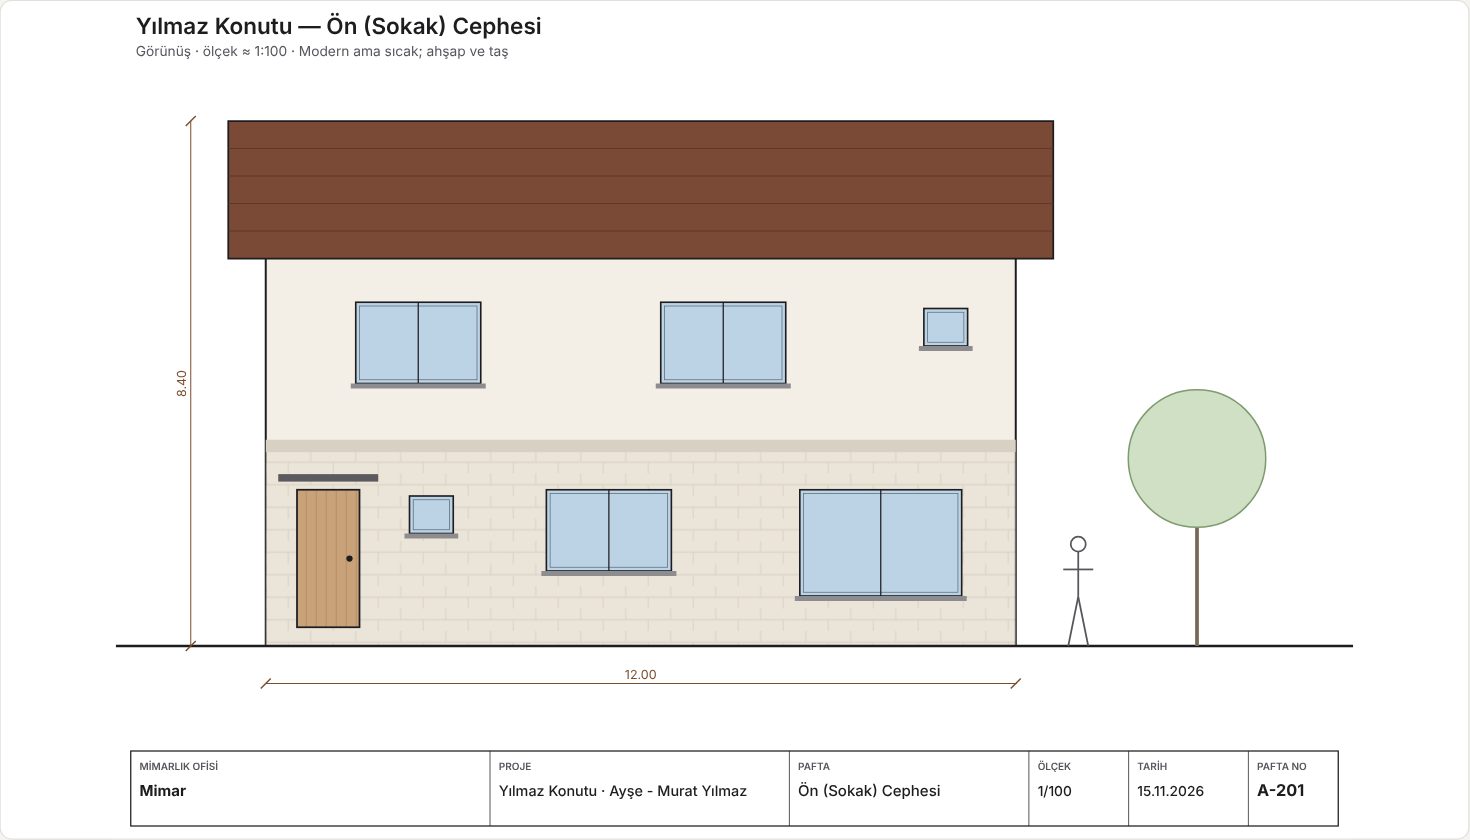 Yılmaz Konutu — Ön (Sokak) Cephesi
Görünüş · ölçek ≈ 1:100 · Modern ama sıcak; ahşap ve taş
8.40
12.00
MİMARLIK OFİSİ
Mimar
PROJE
Yılmaz Konutu · Ayşe - Murat Yılmaz
PAFTA
Ön (Sokak) Cephesi
ÖLÇEK
1/100
TARİH
15.11.2026
PAFTA NO
A-201